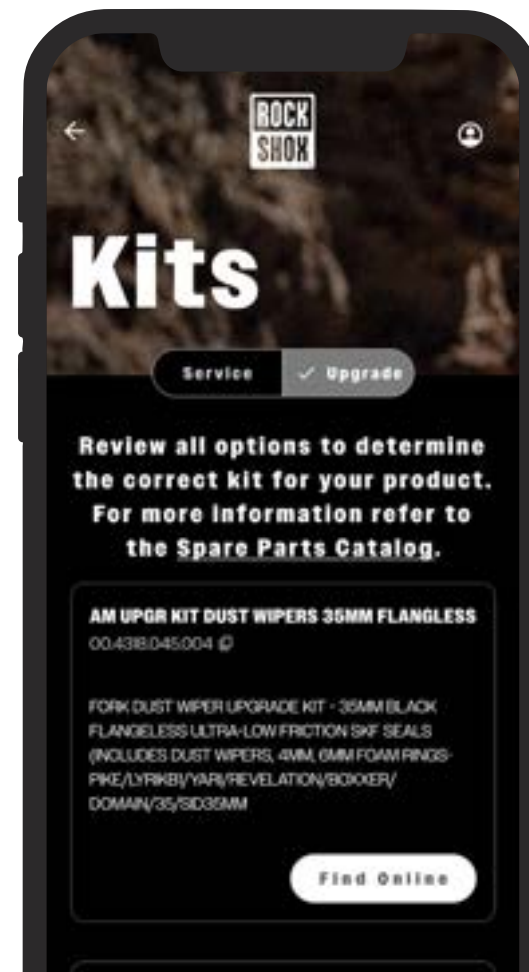 ROCK
SHOX
Kits
Service
Upgrade
Review all options to determine
the correct kit for your product.
For more information refer to
the Spare Parts Catalog.
AM UPGR KIT DUST WIPERS 35MM FLANGLESS
00.4318.045.004
FORK DUST WIPER UPGRADE KIT - 35MM BLACK
FLANGELESS ULTRA-LOW FRICTION SKF SEALS
(INCLUDES DUST WIPERS, 4MM, 6MM FOAM RINGS-
PIKE/LYRIKB1/YARI/REVELATION/BOXXER/
DOMAIN/35/SID35MM
Find Online